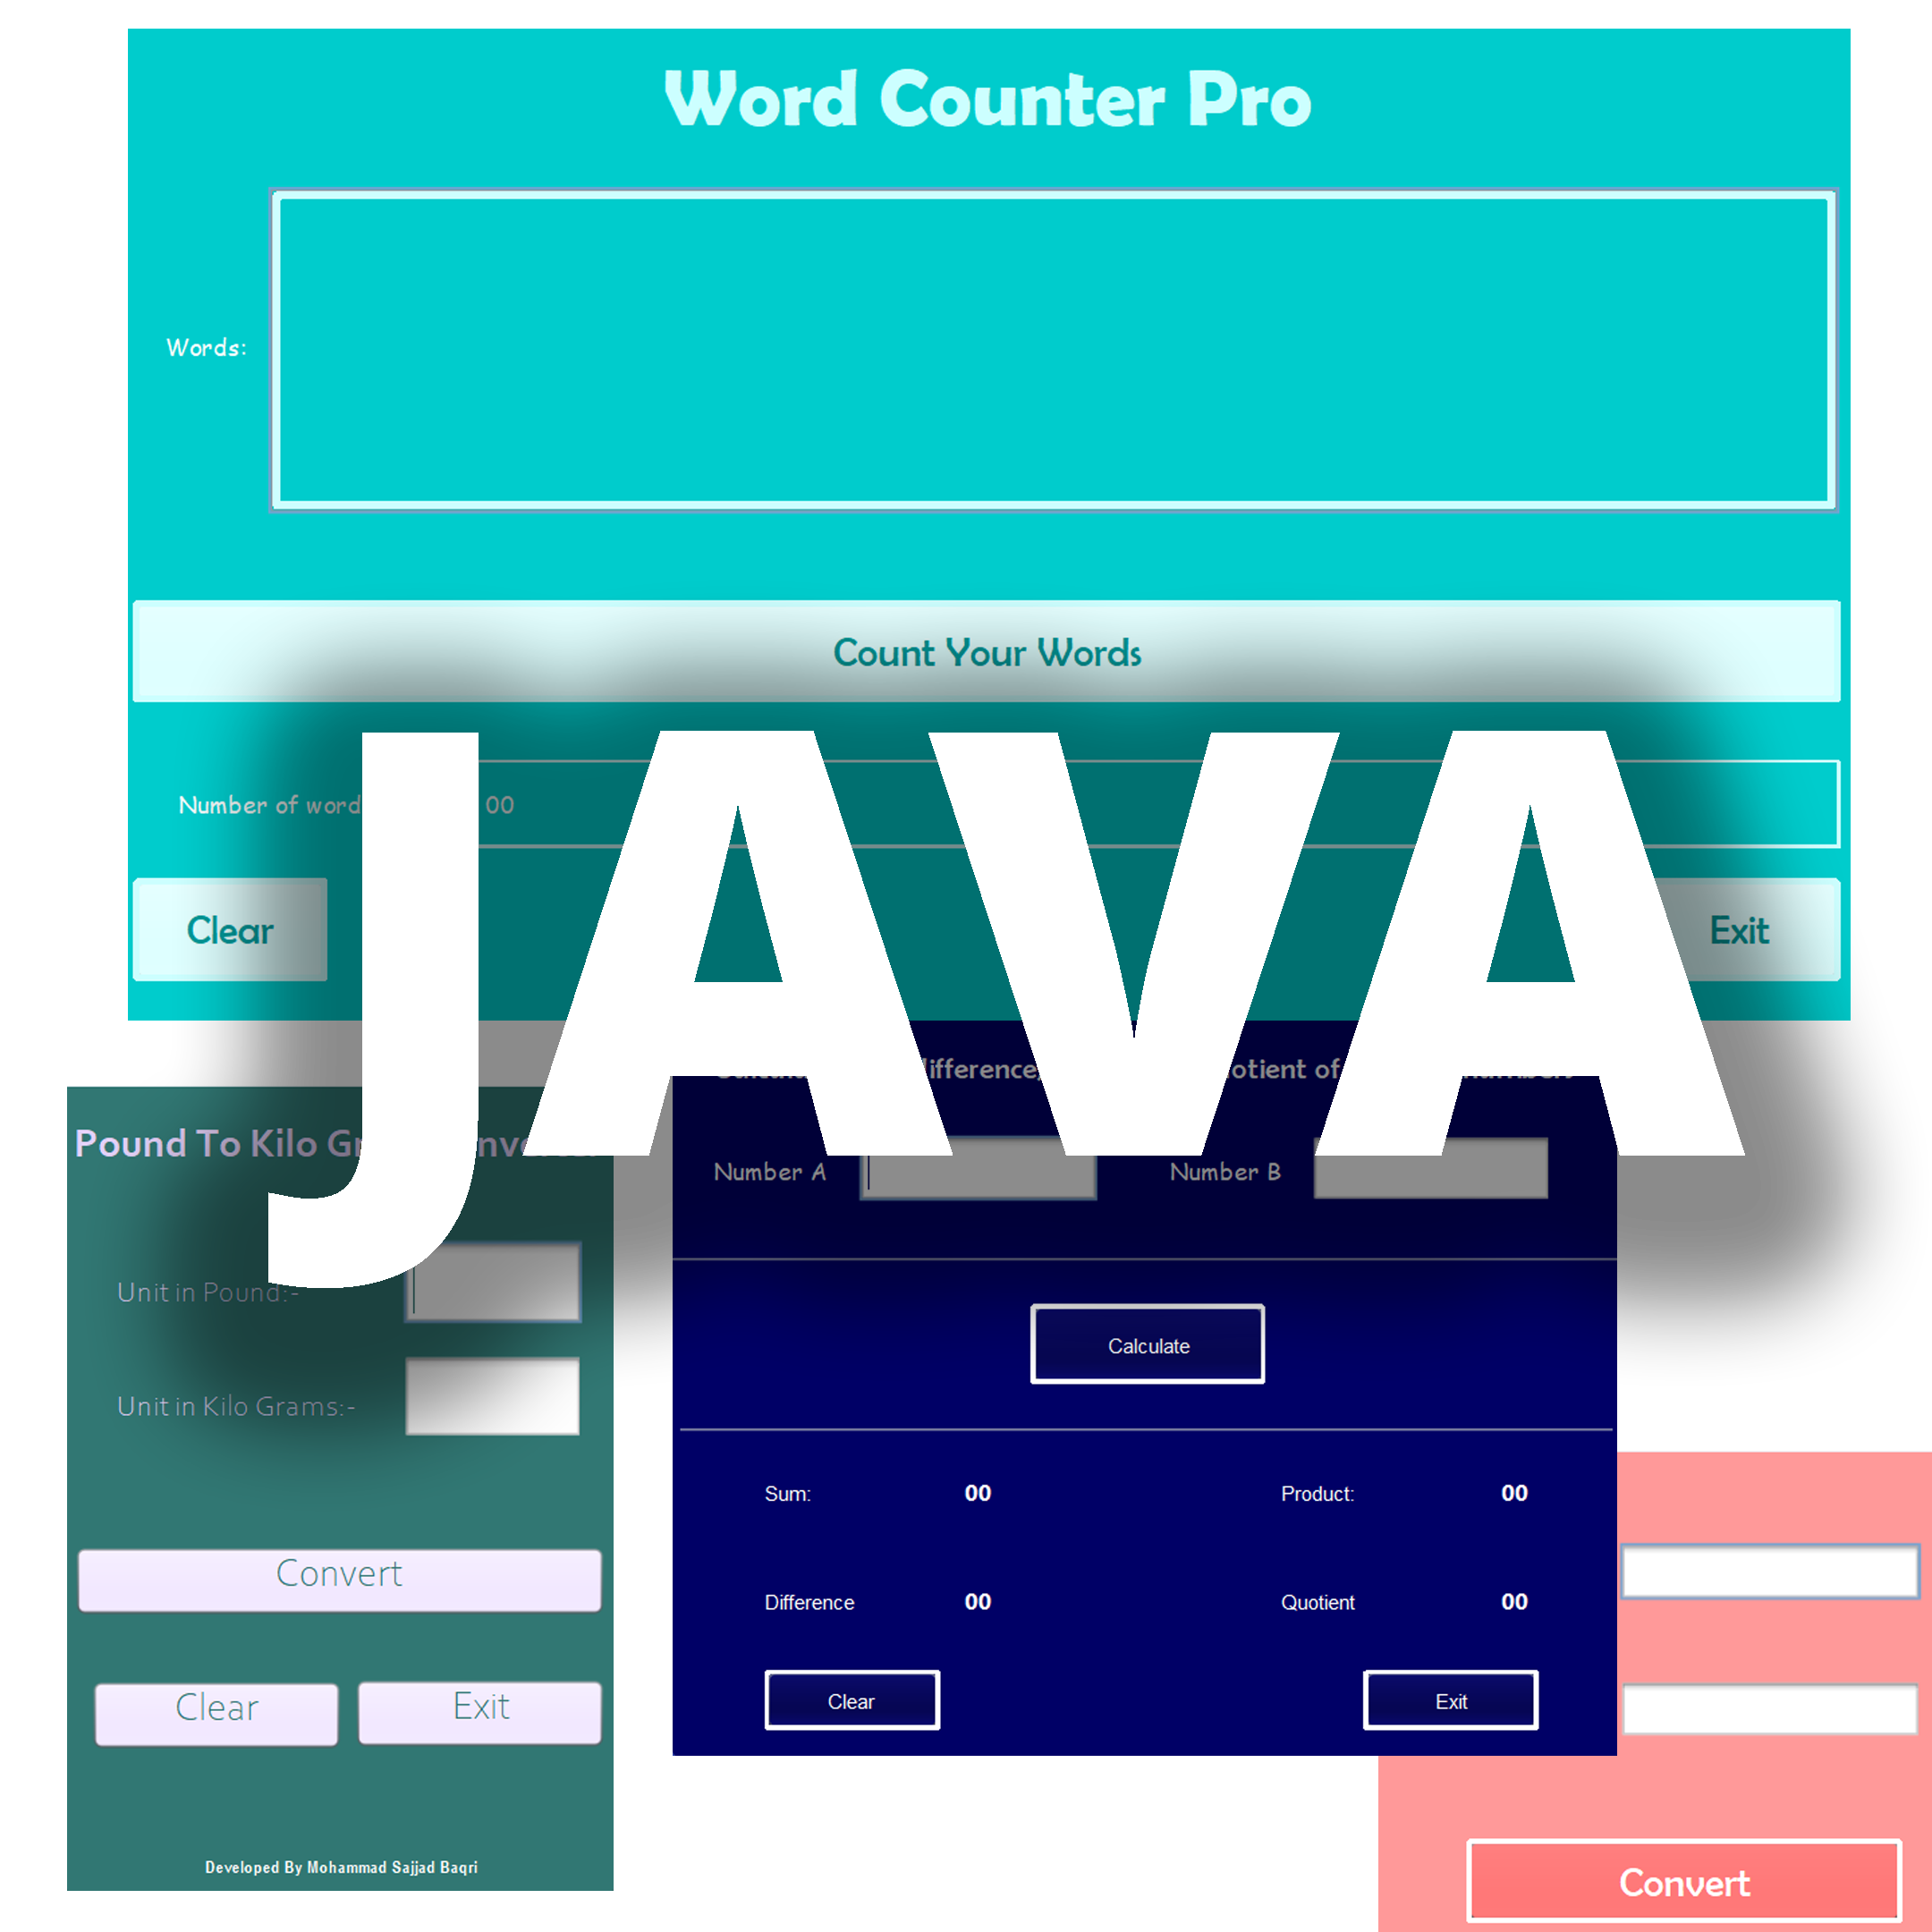 Word Counter Pro
Words:
Count Your Words
Number of word 00
Clear Exit
JAVA
ifference, otient of
Pound To Kilo Gr nv
Number A Number B
Unit in Pound:-
Unit in Kilo Grams:-
Calculate
Sum: 00 Product: 00
Difference 00 Quotient 00
Convert
Clear Exit
Clear Exit
Developed By Mohammad Sajjad Baqri
Convert